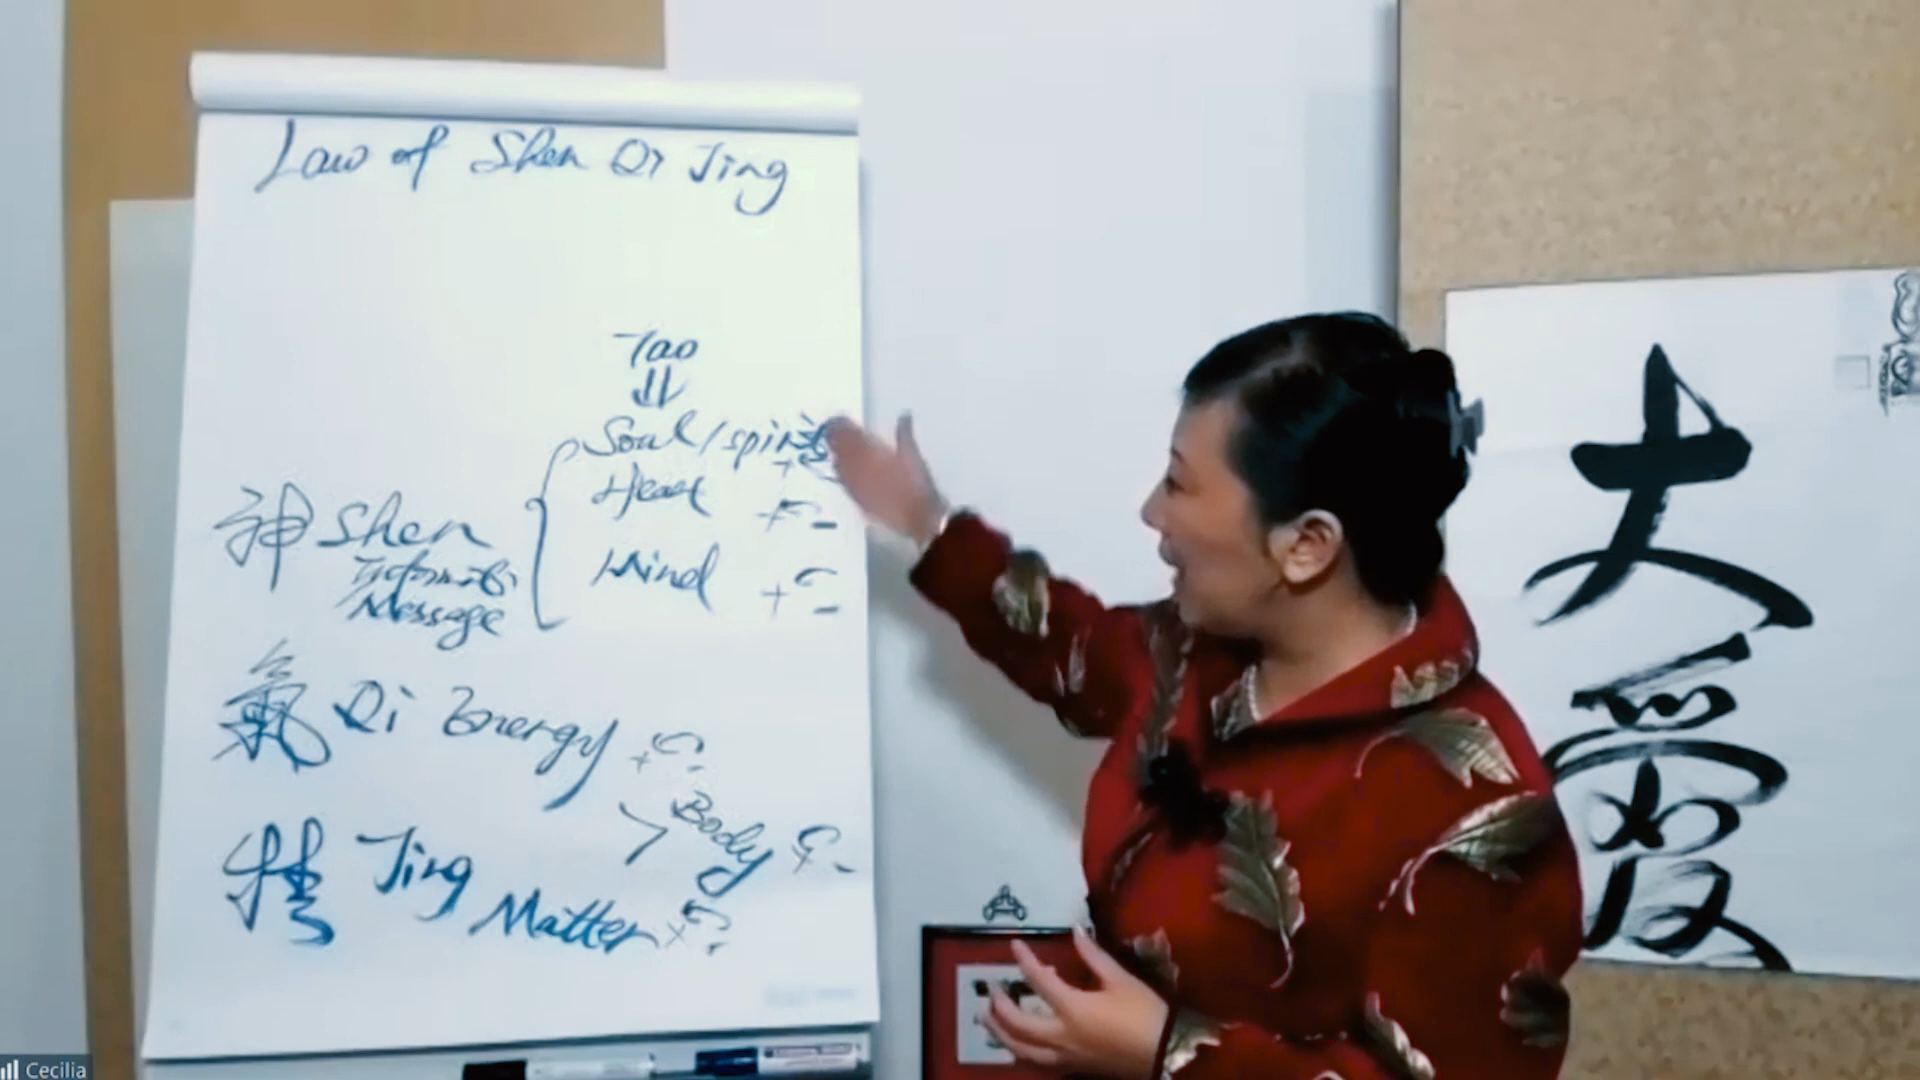 Law of Shen Qi Jing
Tao
Soul/spirit
Heart
+ -
神 Shen
Mind
+ -
Message
氣 Qi Energy
+ -
Body
+ -
精 Jing
Matter
+ -
大愛
Cecilia